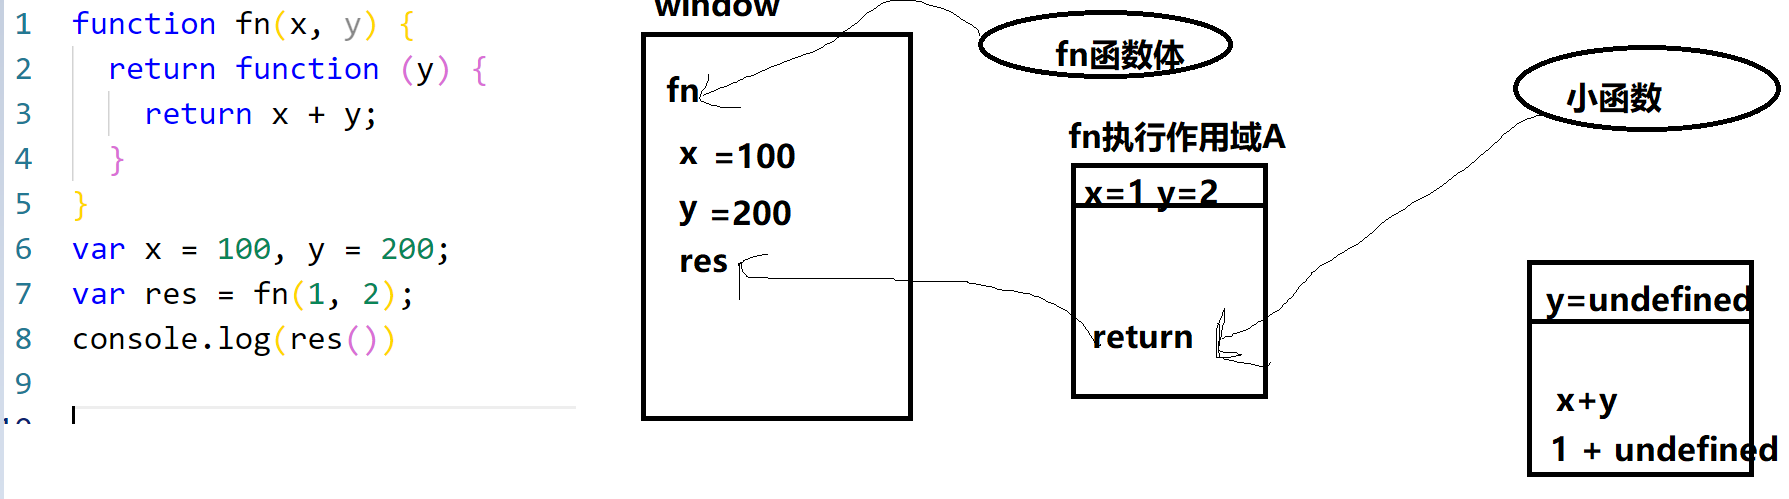 1 function fn(x, y) {
2 return function (y) {
3 return x + y;
4 }
5 }
6 var x = 100, y = 200;
7 var res = fn(1, 2);
8 console.log(res())
9
window
fn
x =100
y =200
res
fn函数体
fn执行作用域A
x=1 y=2
return
小函数
y=undefined
x+y
1 + undefined